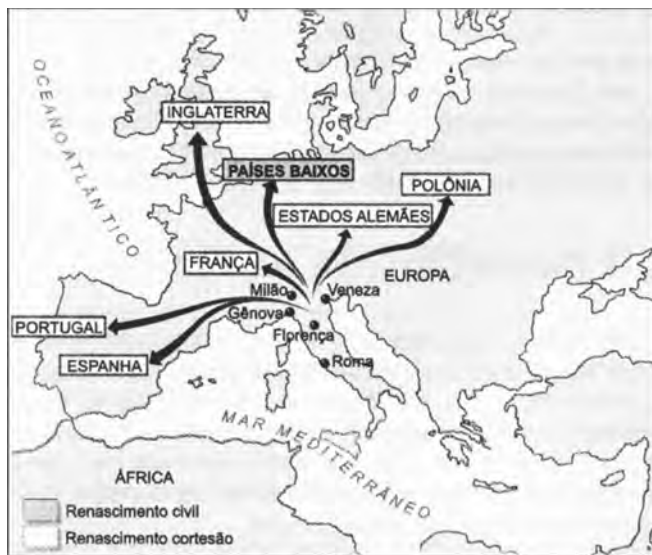 OCEANO ATLÂNTICO
INGLATERRA
PAÍSES BAIXOS
POLÔNIA
ESTADOS ALEMÃES
FRANÇA
EUROPA
Milão
Veneza
Gênova
PORTUGAL
Florença
ESPANHA
Roma
MAR MEDITERRÂNEO
ÁFRICA
Renascimento civil
Renascimento cortesão